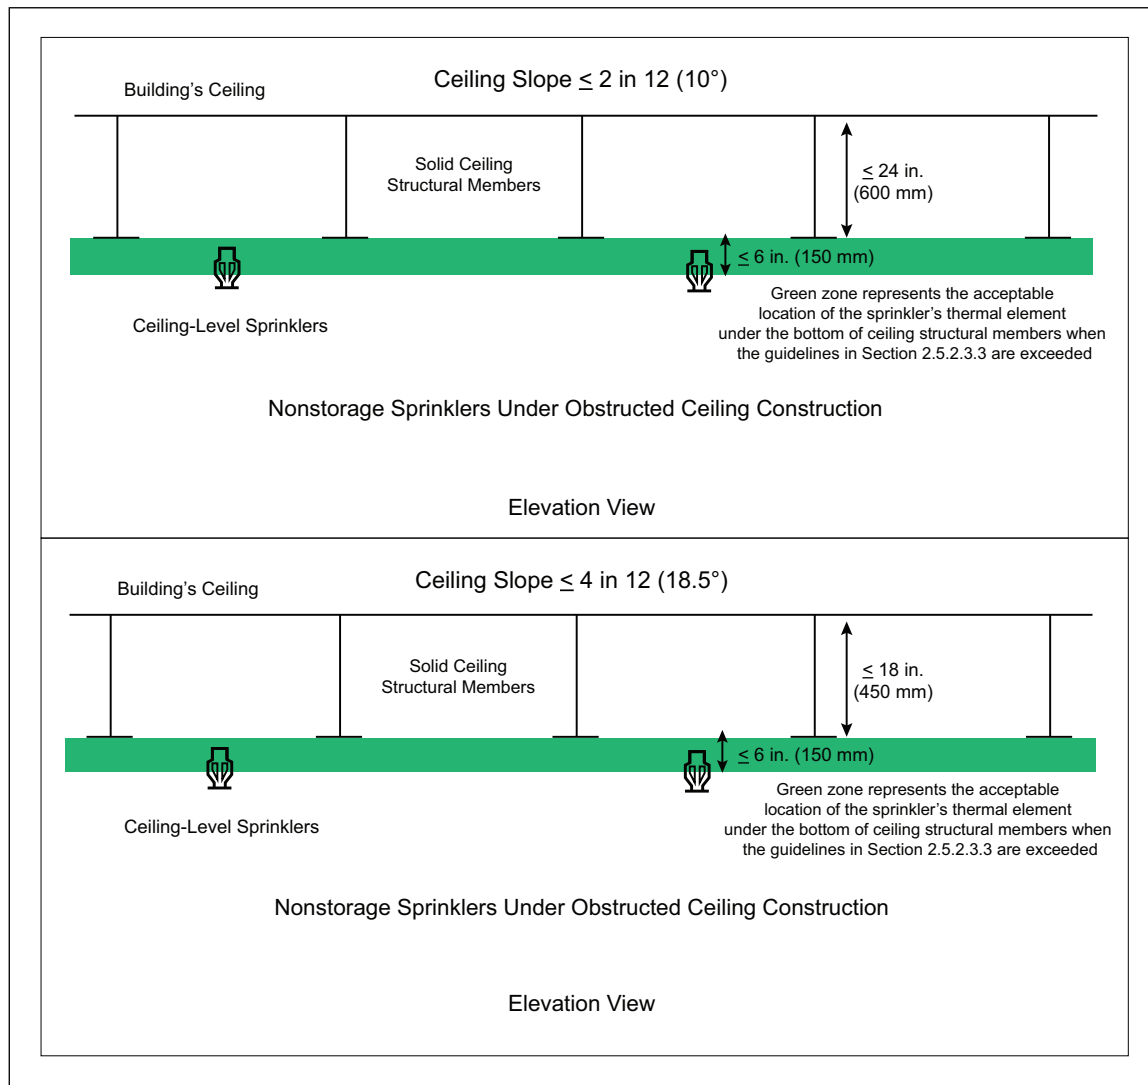 Ceiling Slope ≤ 2 in 12 (10°)
Building’s Ceiling
Solid Ceiling
Structural Members
≤ 24 in.
(600 mm)
≤ 6 in. (150 mm)
Ceiling-Level Sprinklers
Green zone represents the acceptable
location of the sprinkler’s thermal element
under the bottom of ceiling structural members when
the guidelines in Section 2.5.2.3.3 are exceeded
Nonstorage Sprinklers Under Obstructed Ceiling Construction
Elevation View
Ceiling Slope ≤ 4 in 12 (18.5°)
Building’s Ceiling
Solid Ceiling
Structural Members
≤ 18 in.
(450 mm)
≤ 6 in. (150 mm)
Ceiling-Level Sprinklers
Green zone represents the acceptable
location of the sprinkler’s thermal element
under the bottom of ceiling structural members when
the guidelines in Section 2.5.2.3.3 are exceeded
Nonstorage Sprinklers Under Obstructed Ceiling Construction
Elevation View